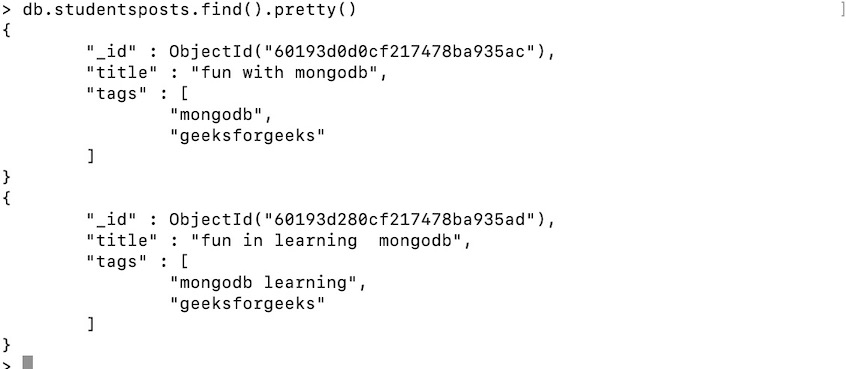 > db.studentsposts.find().pretty() ]
{
        "_id" : ObjectId("60193d0d0cf217478ba935ac"),
        "title" : "fun with mongodb",
        "tags" : [
                "mongodb",
                "geeksforgeeks"
        ]
}
{
        "_id" : ObjectId("60193d280cf217478ba935ad"),
        "title" : "fun in learning  mongodb",
        "tags" : [
                "mongodb learning",
                "geeksforgeeks"
        ]
}
>